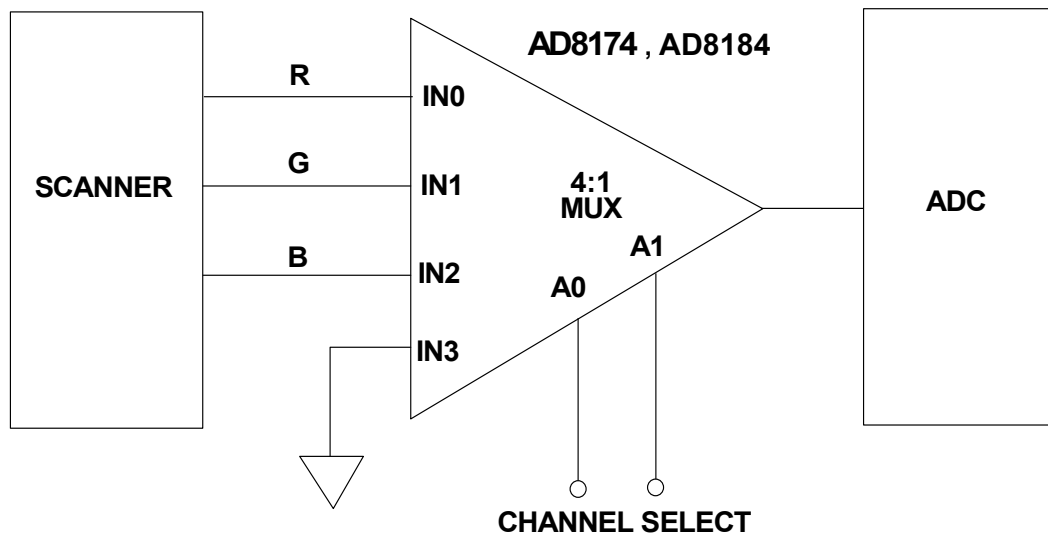 AD8174 , AD8184
R
IN0
G
SCANNER
IN1
4:1
MUX
ADC
B
IN2
A1
A0
IN3
CHANNEL SELECT